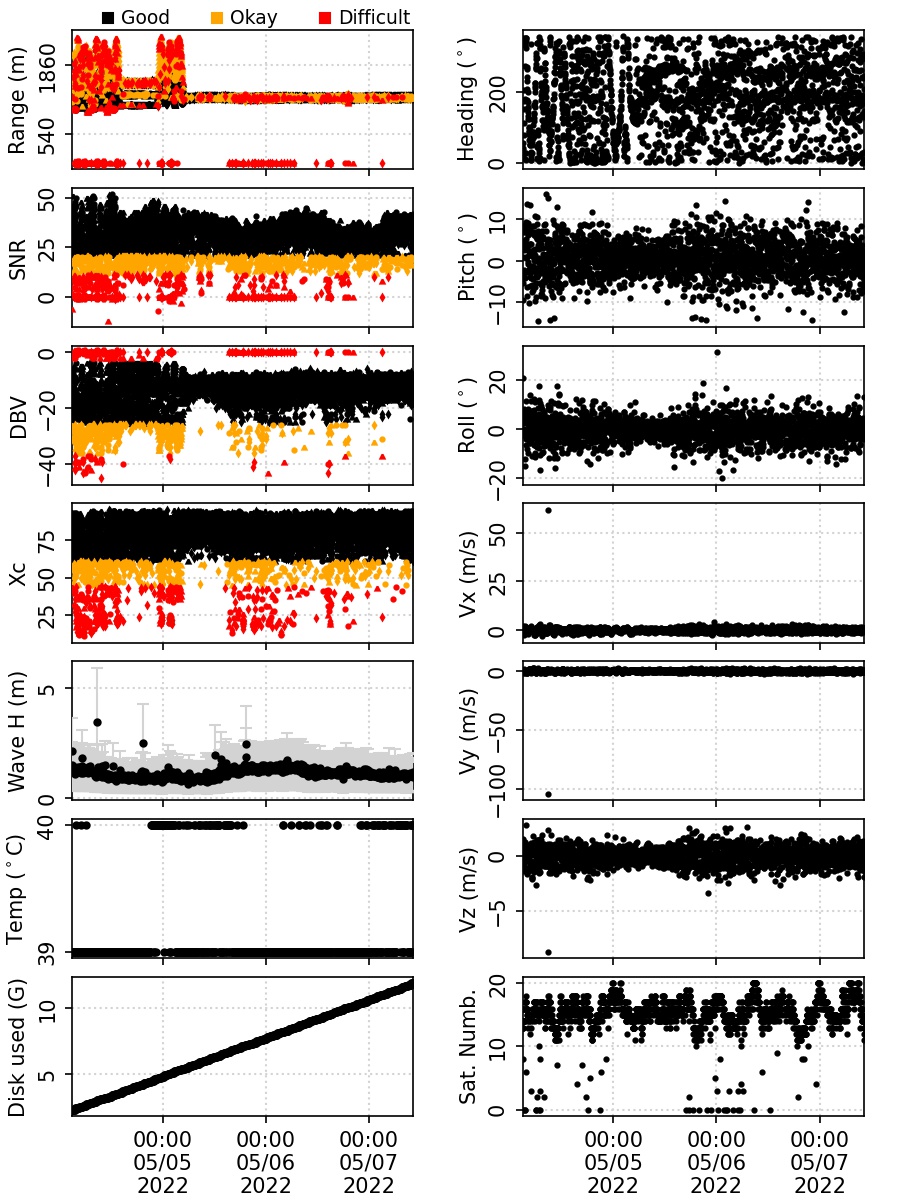 Good Okay Difficult
Range (m)
1860
540
SNR
50
25
0
DBV
0
−20
−40
Xc
75
50
25
Wave H (m)
5
0
Temp (°C)
40
39
Disk used (G)
10
5
00:00 00:00 00:00
05/05 05/06 05/07
2022 2022 2022
Heading (°)
200
0
Pitch (°)
10
0
−10
Roll (°)
20
0
−20
Vx (m/s)
50
25
0
Vy (m/s)
0
−50
−100
Vz (m/s)
0
−5
Sat. Numb.
20
10
0
00:00 00:00 00:00
05/05 05/06 05/07
2022 2022 2022